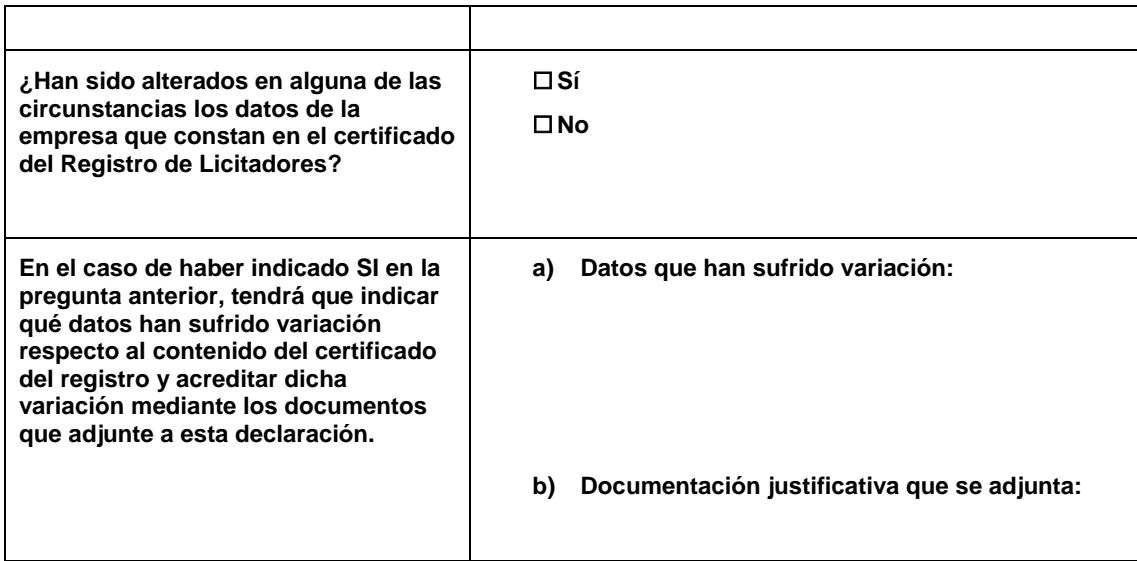 ¿Han sido alterados en alguna de las
circunstancias los datos de la
empresa que constan en el certificado
del Registro de Licitadores?
☐ Sí
☐ No
En el caso de haber indicado SI en la
pregunta anterior, tendrá que indicar
qué datos han sufrido variación
respecto al contenido del certificado
del registro y acreditar dicha
variación mediante los documentos
que adjunte a esta declaración.
a) Datos que han sufrido variación:
b) Documentación justificativa que se adjunta: